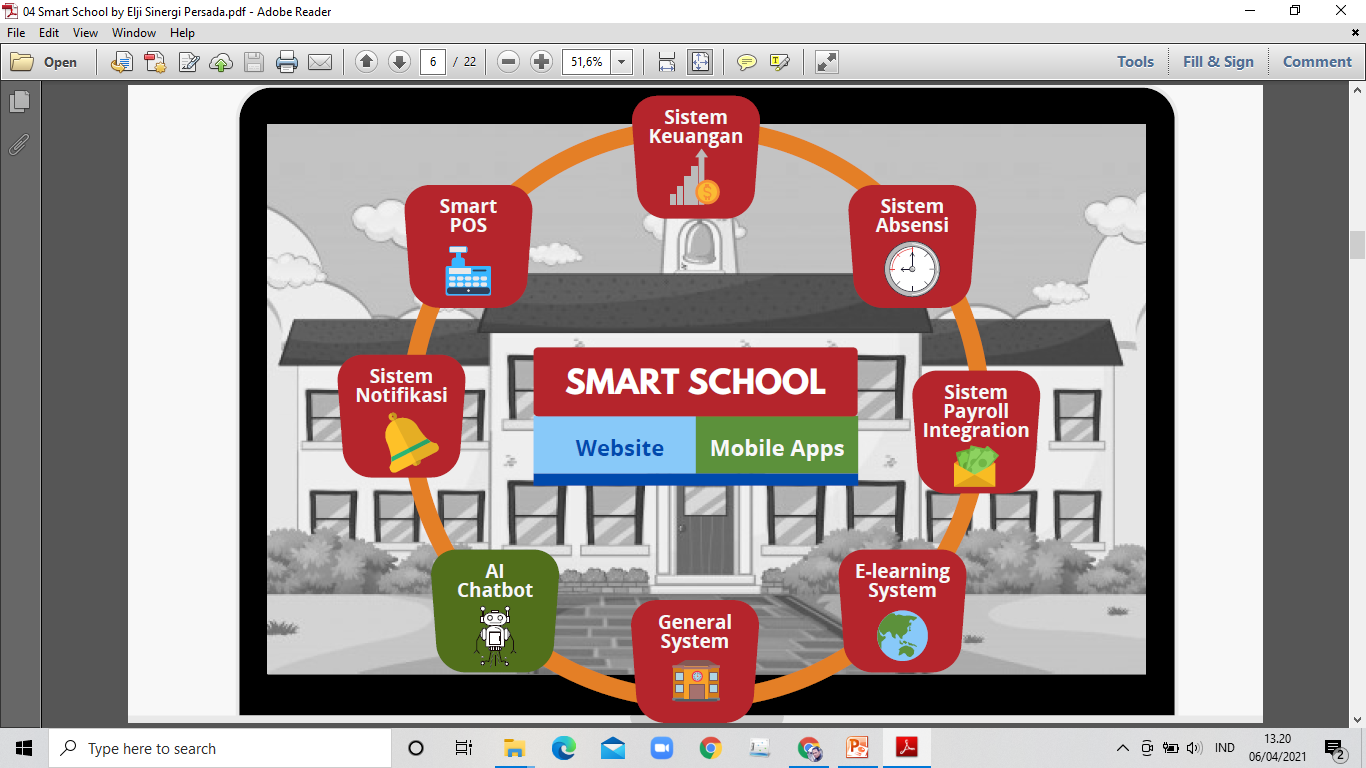 04 Smart School by Elji Sinergi Persada.pdf - Adobe Reader
File Edit View Window Help
Open 6 / 22 51,6% Tools Fill & Sign Comment
Sistem
Keuangan
Smart
POS
Sistem
Absensi
Sistem
Notifikasi
SMART SCHOOL
Website
Mobile Apps
Sistem
Payroll
Integration
AI
Chatbot
General
System
E-learning
System
Type here to search
IND
13.20
06/04/2021
2